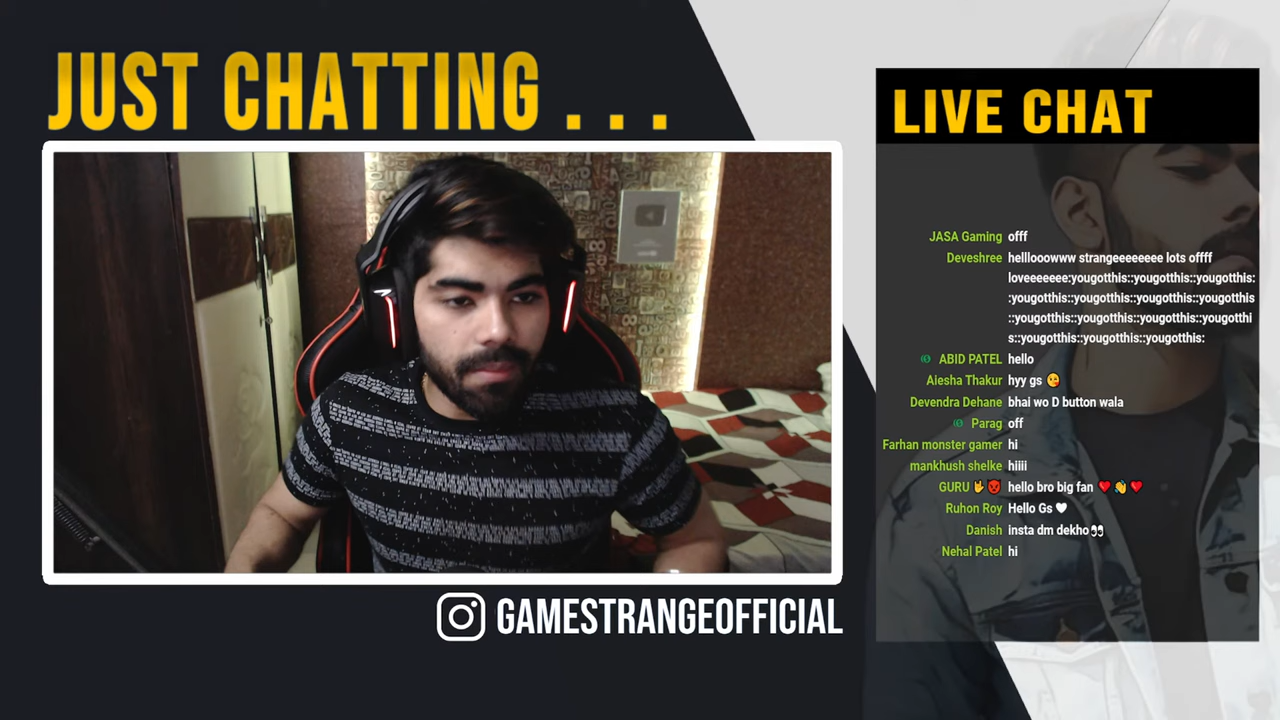 JUST CHATTING . . .
LIVE CHAT
JASA Gaming offf
Deveshree helllooowww strangeeeeeeee lots offff
loveeeeeee:yougotthis::yougotthis::yougotthis:
:yougotthis::yougotthis::yougotthis::yougotthis
::yougotthis::yougotthis::yougotthis::yougotthi
s::yougotthis::yougotthis::yougotthis:
ABID PATEL hello
Aiesha Thakur hyy gs 😘
Devendra Dehane bhai wo D button wala
Parag off
Farhan monster gamer hi
mankhush shelke hiiii
GURU 🤟👿 hello bro big fan ❤️👏❤️
Ruhon Roy Hello Gs 🤍
Danish insta dm dekho👀
Nehal Patel hi
GAMESTRANGEOFFICIAL